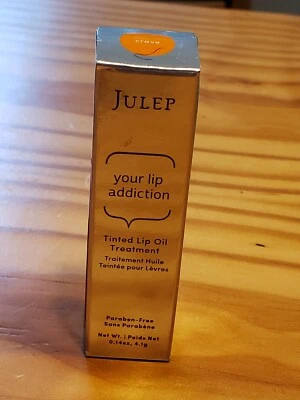 crave
JULEP
your lip
addiction
Tinted Lip Oil
Treatment
Traitement Huile
Teintée pour Lèvres
Paraben-Free
Sans Parabène
Net Wt. | Poids Net
0.14oz, 4.1g